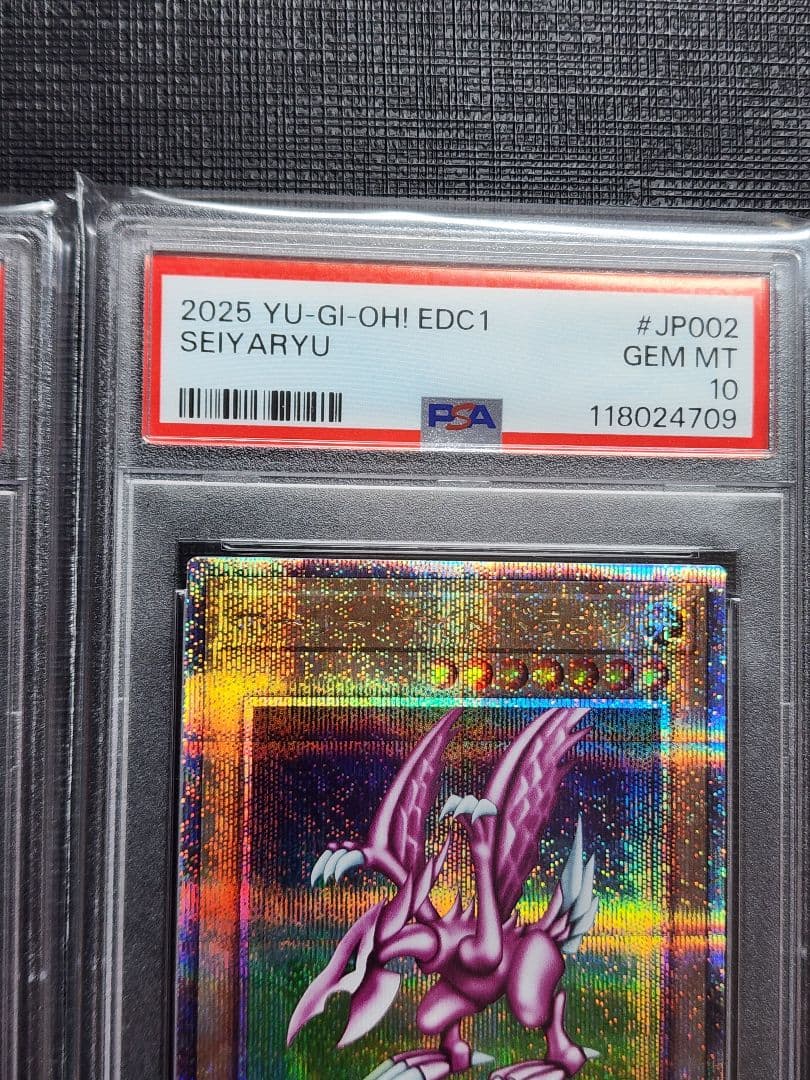 2025 YU-GI-OH! EDC1
SEIYARYU
#JP002
GEM MT
10
118024709
PSA